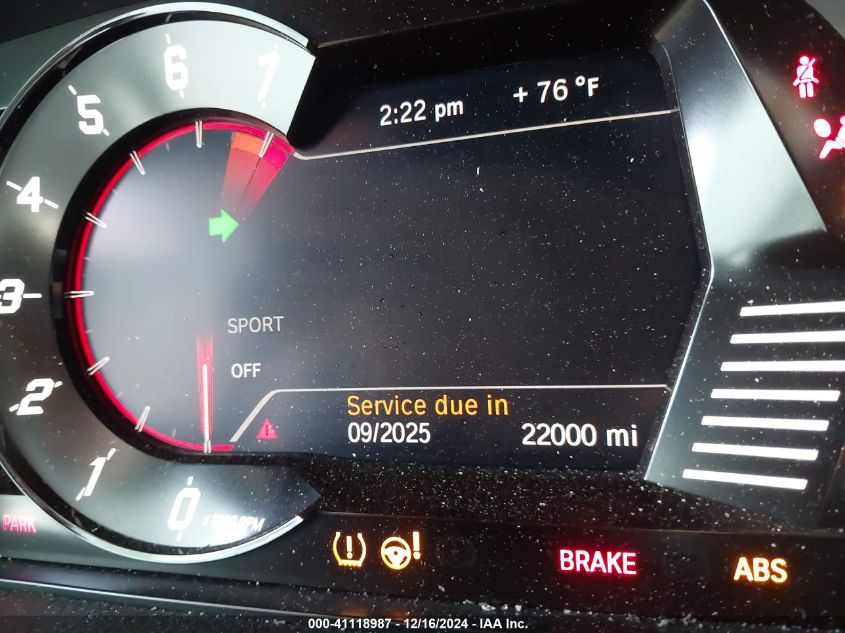 7
6
5
4
3
2
1
0
2:22 pm
+ 76 °F
SPORT
OFF
Service due in
09/2025
22000 mi
PARK
BRAKE
ABS
000-41118987 - 12/16/2024 - IAA Inc.